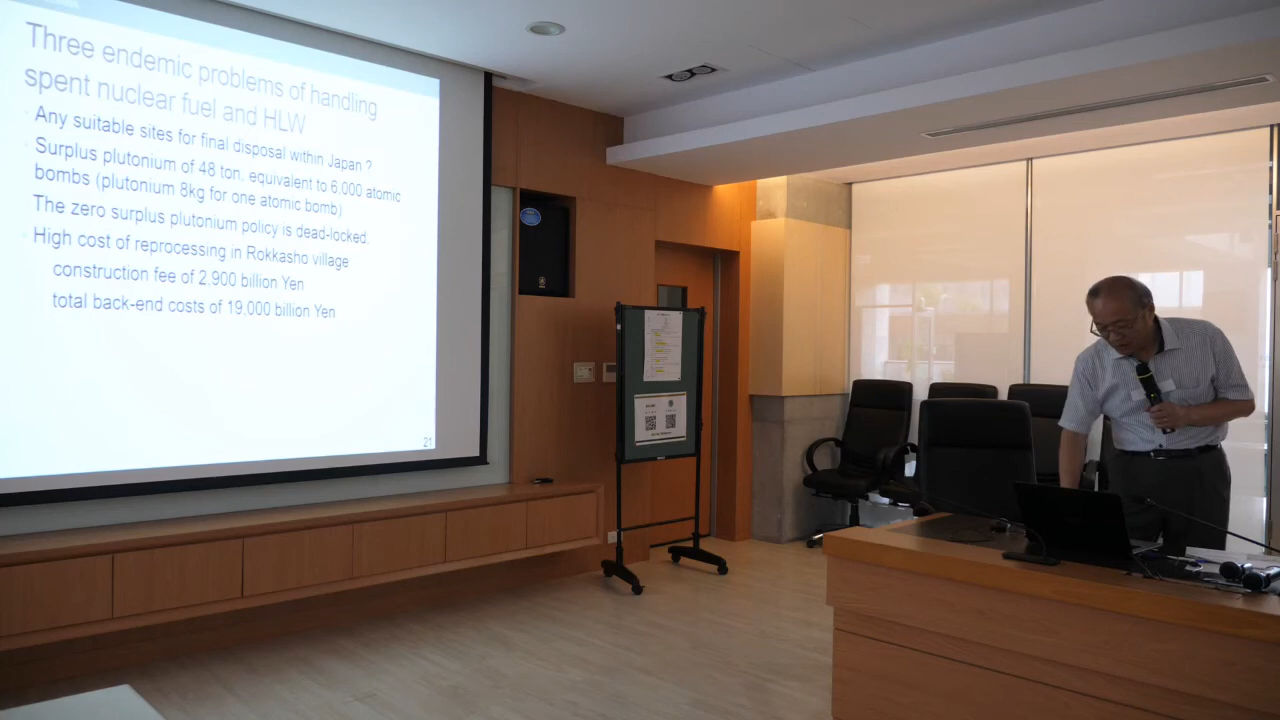 Three endemic problems of handling
spent nuclear fuel and HLW
Any suitable sites for final disposal within Japan ?
Surplus plutonium of 48 ton, equivalent to 6.000 atomic
bombs (plutonium 8kg for one atomic bomb)
The zero surplus plutonium policy is dead-locked.
High cost of reprocessing in Rokkasho village
construction fee of 2.900 billion Yen
total back-end costs of 19.000 billion Yen
21